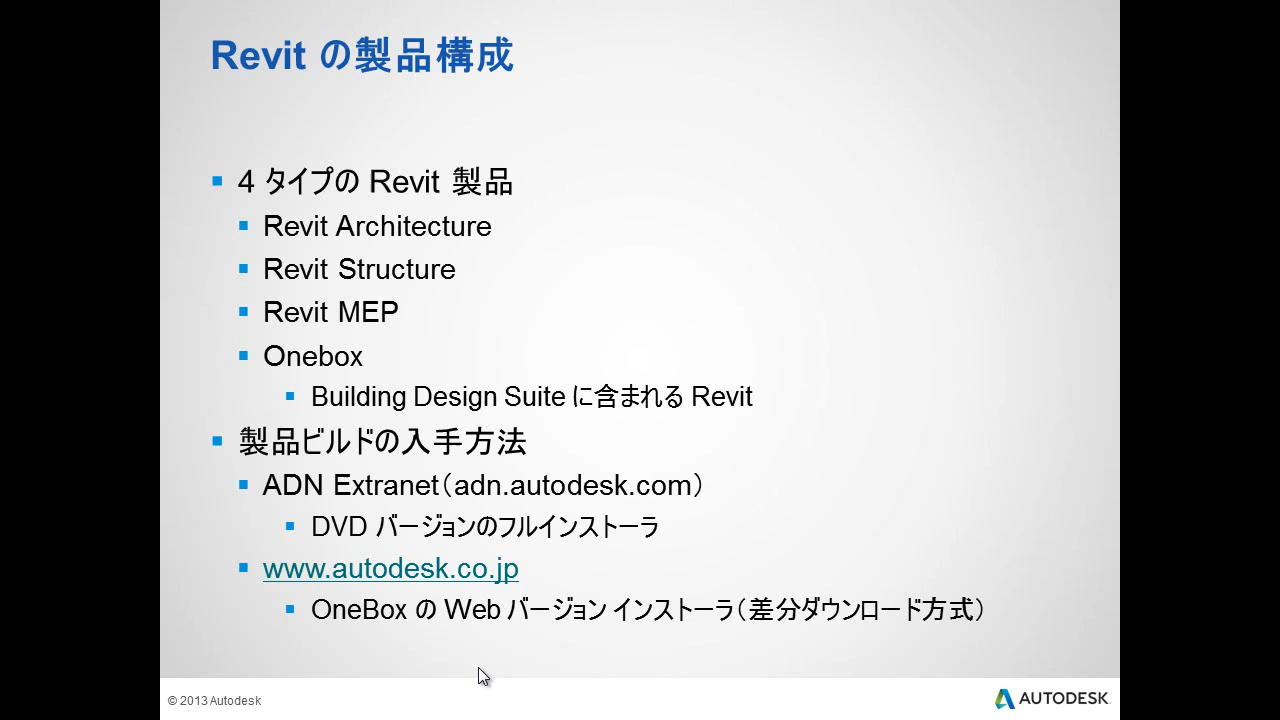 Revit の製品構成
4 タイプの Revit 製品
Revit Architecture
Revit Structure
Revit MEP
Onebox
Building Design Suite に含まれる Revit
製品ビルドの入手方法
ADN Extranet（adn.autodesk.com）
DVD バージョンのフルインストーラ
www.autodesk.co.jp
OneBox の Web バージョン インストーラ（差分ダウンロード方式）
© 2013 Autodesk
AUTODESK